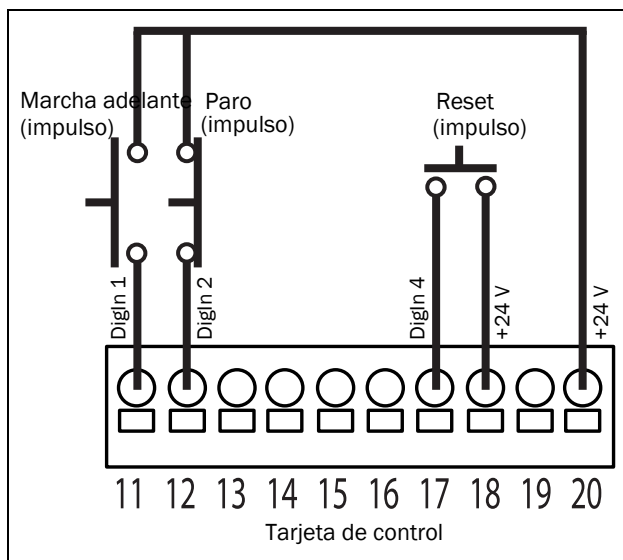 Marcha adelante
(impulso)
Paro
(impulso)
Reset
(impulso)
DigIn 1
DigIn 2
DigIn 4
+24 V
+24 V
11 12 13 14 15 16 17 18 19 20
Tarjeta de control